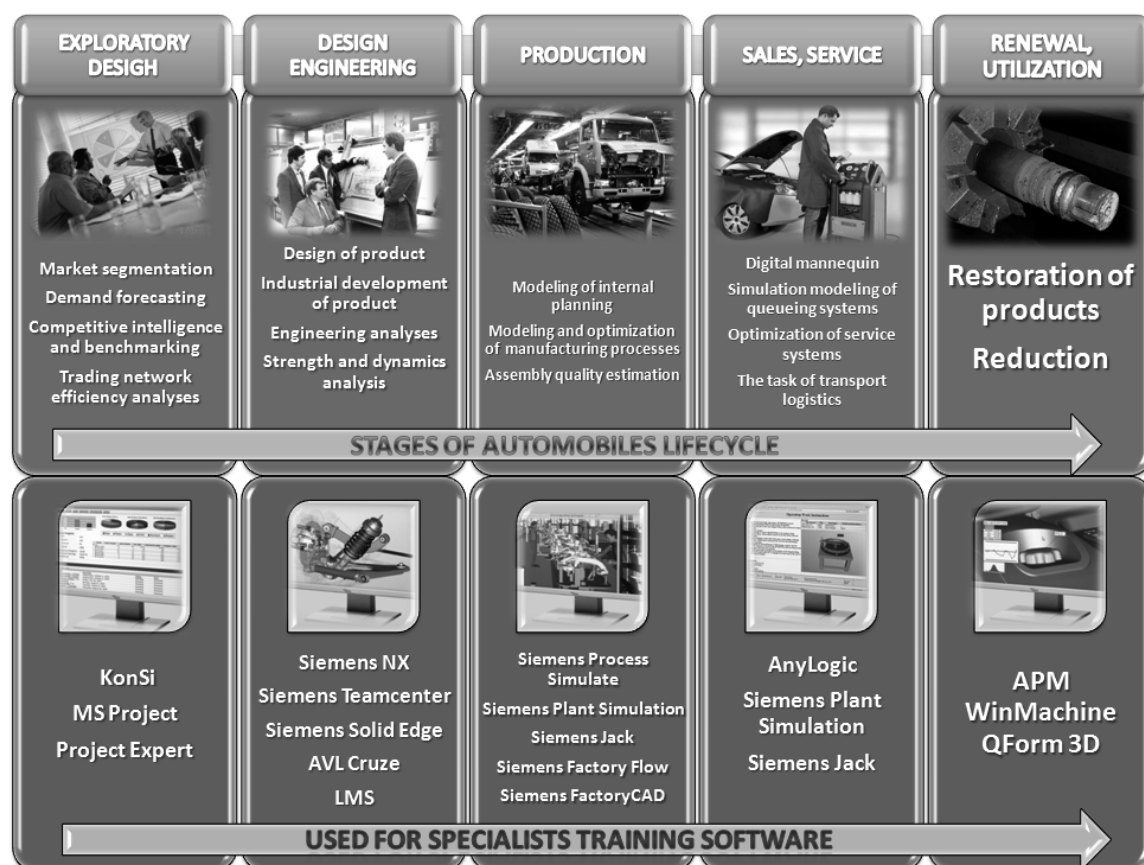 EXPLORATORY
DESIGH
DESIGN
ENGINEERING
PRODUCTION
SALES, SERVICE
RENEWAL,
UTILIZATION
Market segmentation
Demand forecasting
Competitive intelligence
and benchmarking
Trading network
efficiency analyses
Design of product
Industrial development
of product
Engineering analyses
Strength and dynamics
analysis
Modeling of internal
planning
Modeling and optimization
of manufacturing processes
Assembly quality estimation
Digital mannequin
Simulation modeling of
queueing systems
Optimization of service
systems
The task of transport
logistics
Restoration of
products
Reduction
STAGES OF AUTOMOBILES LIFECYCLE
KonSi
MS Project
Project Expert
Siemens NX
Siemens Teamcenter
Siemens Solid Edge
AVL Cruze
LMS
Siemens Process
Simulate
Siemens Plant Simulation
Siemens Jack
Siemens Factory Flow
Siemens FactoryCAD
AnyLogic
Siemens Plant
Simulation
Siemens Jack
APM
WinMachine
QForm 3D
USED FOR SPECIALISTS TRAINING SOFTWARE